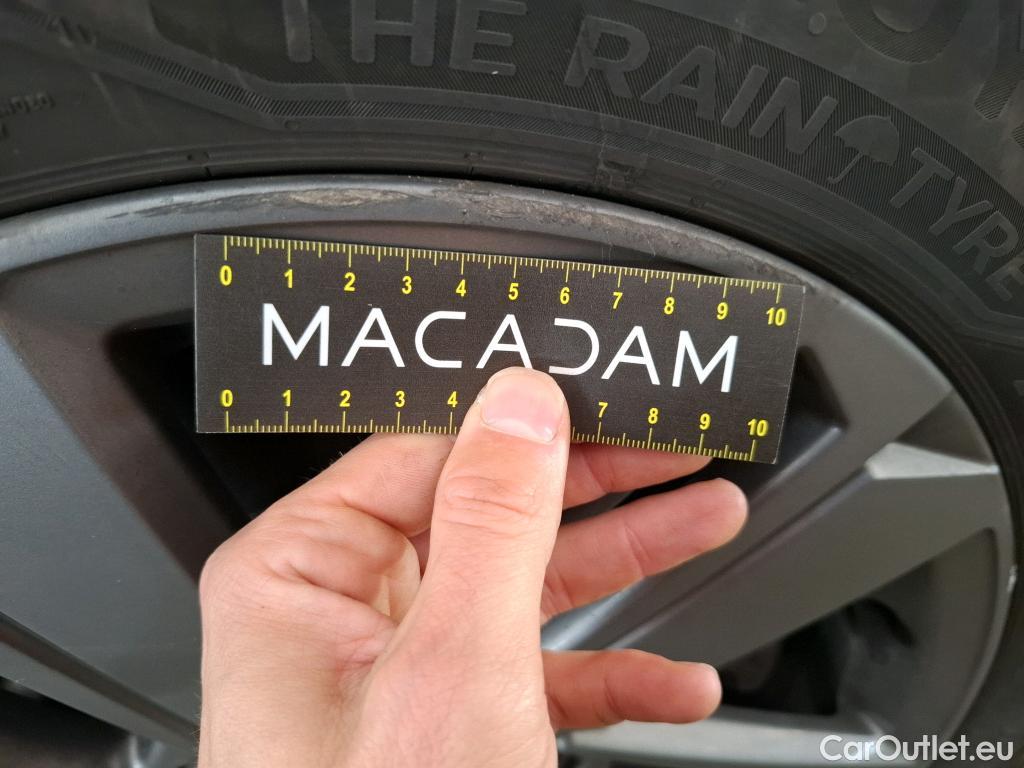 THE RAIN TYRE
0 1 2 3 4 5 6 7 8 9 10
MACADAM
0 1 2 3 4 7 8 9 10
CarOutlet.eu